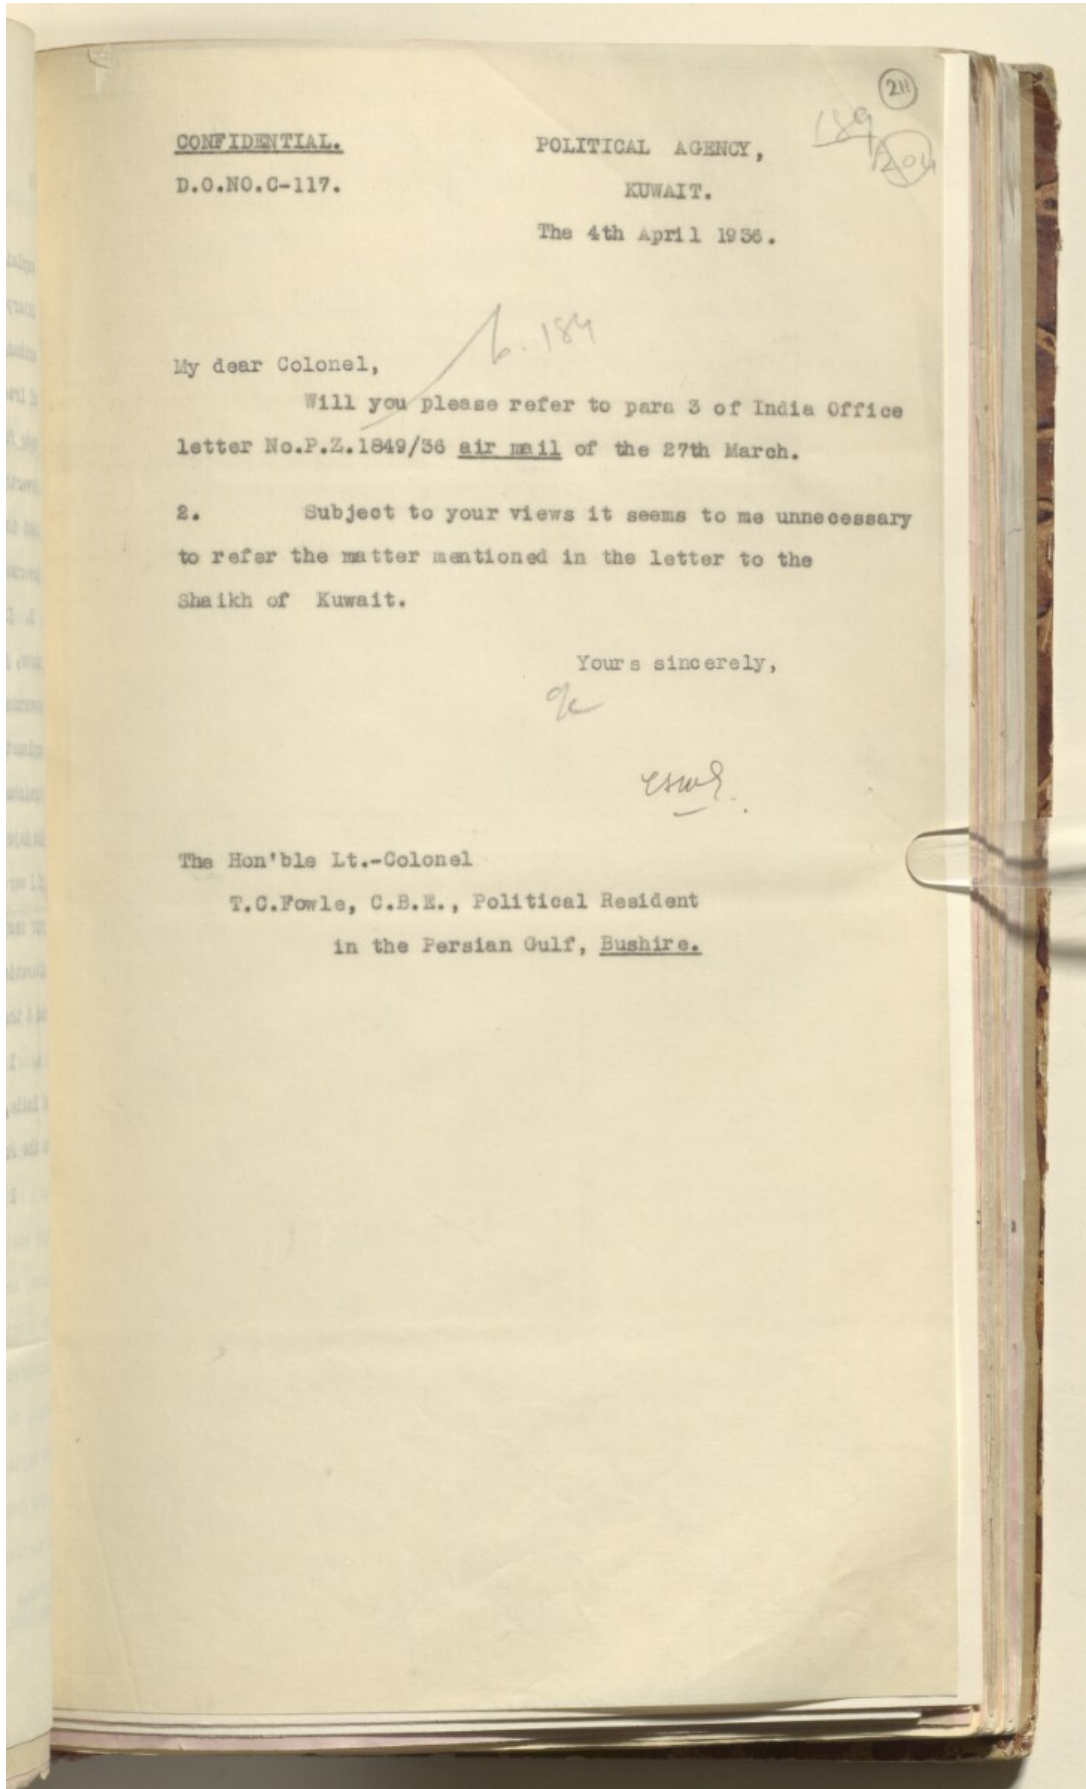 211
189
204
CONFIDENTIAL.
POLITICAL AGENCY,
D.O.NO.C-117.
KUWAIT.
The 4th April 1936.
p. 184
My dear Colonel,
Will you please refer to para 3 of India Office
letter No.P.Z.1849/36 air mail of the 27th March.
2. Subject to your views it seems to me unnecessary
to refer the matter mentioned in the letter to the
Shaikh of Kuwait.
Yours sincerely,
The Hon'ble Lt.-Colonel
T.C.Fowle, C.B.E., Political Resident
in the Persian Gulf, Bushire.